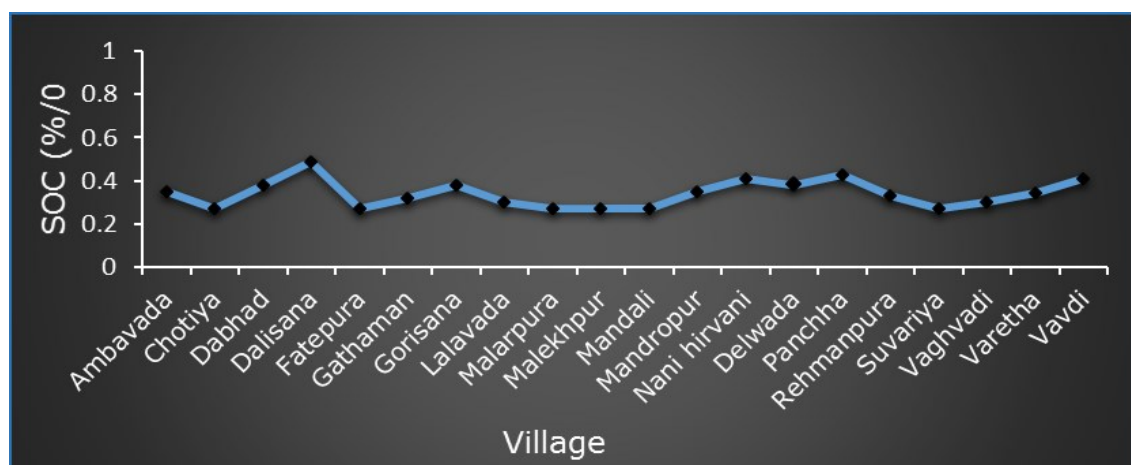 SOC (%/0
1
0.8
0.6
0.4
0.2
0
Ambavada
Chotiya
Dabhad
Dalisana
Fatepura
Gathaman
Gorisana
Lalavada
Malarpura
Malekhpur
Mandali
Mandropur
Nani hirvani
Delwada
Panchha
Rehmanpura
Suvariya
Vaghvadi
Varetha
Vavdi
Village